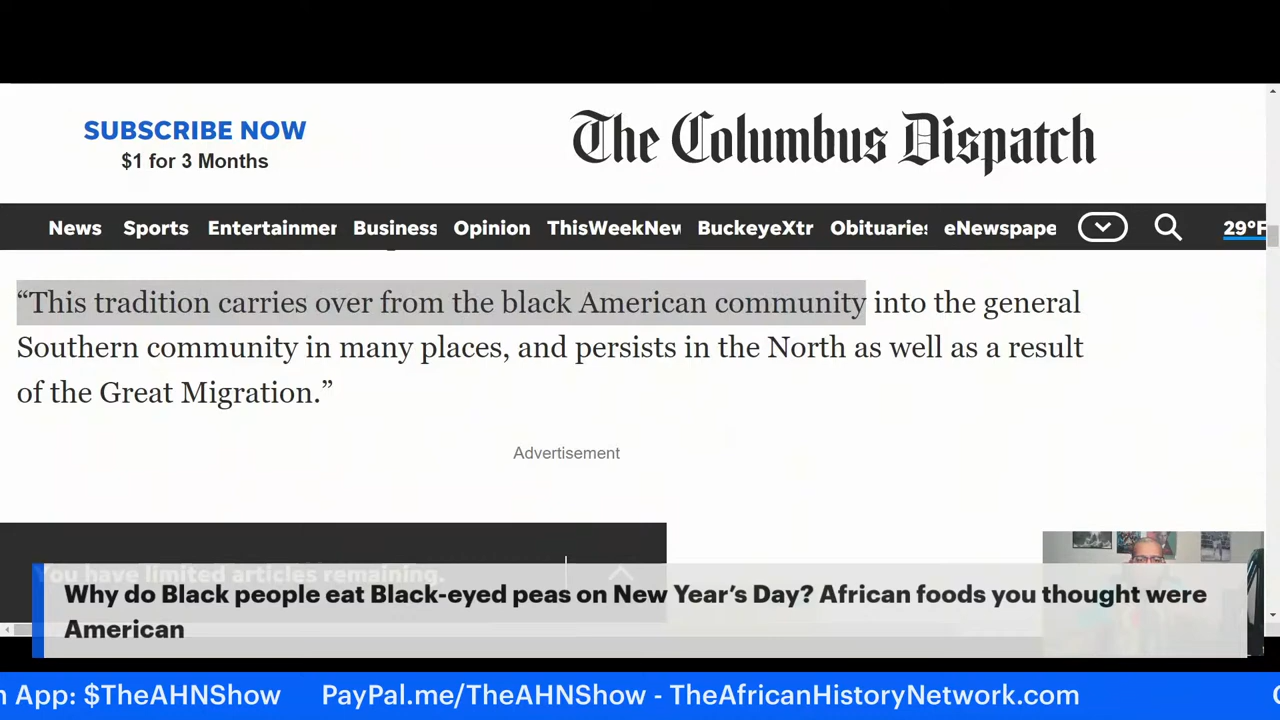 SUBSCRIBE NOW
$1 for 3 Months
The Columbus Dispatch
News Sports Entertainmen Business Opinion ThisWeekNew BuckeyeXtr Obituaries eNewspape 29°F
“This tradition carries over from the black American community into the general
Southern community in many places, and persists in the North as well as a result
of the Great Migration.”
Advertisement
You have limited articles remaining.
Why do Black people eat Black-eyed peas on New Year’s Day? African foods you thought were
American
App: $TheAHNShow PayPal.me/TheAHNShow - TheAfricanHistoryNetwork.com